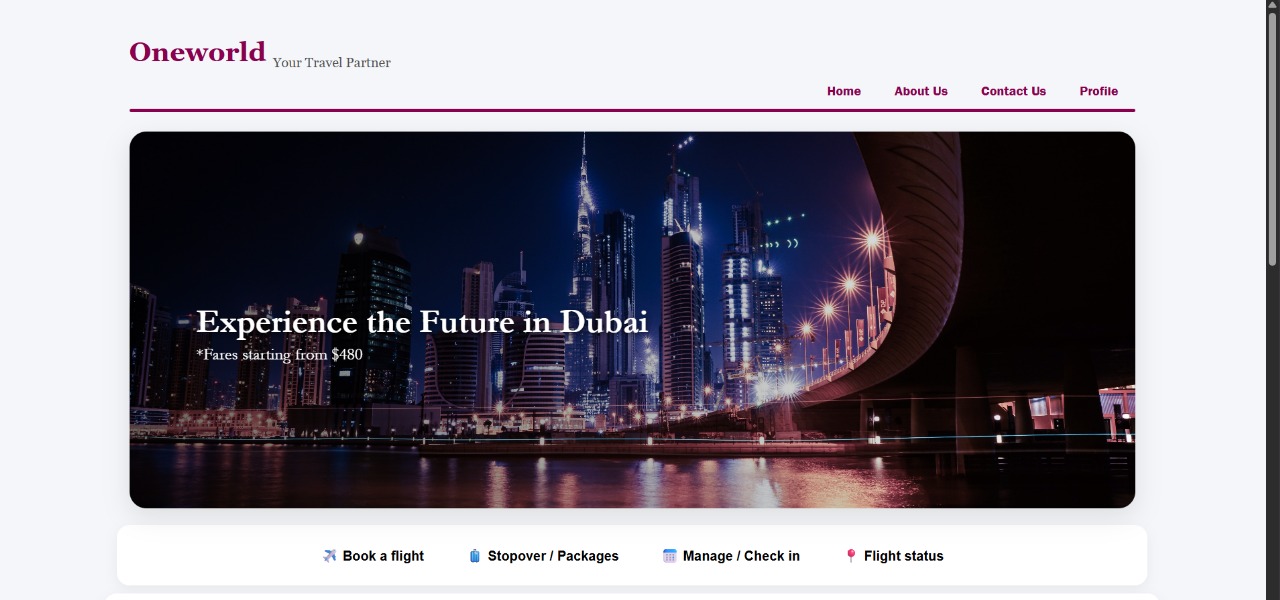 Oneworld Your Travel Partner
Home About Us Contact Us Profile
Experience the Future in Dubai
*Fares starting from $480
Book a flight Stopover / Packages Manage / Check in Flight status